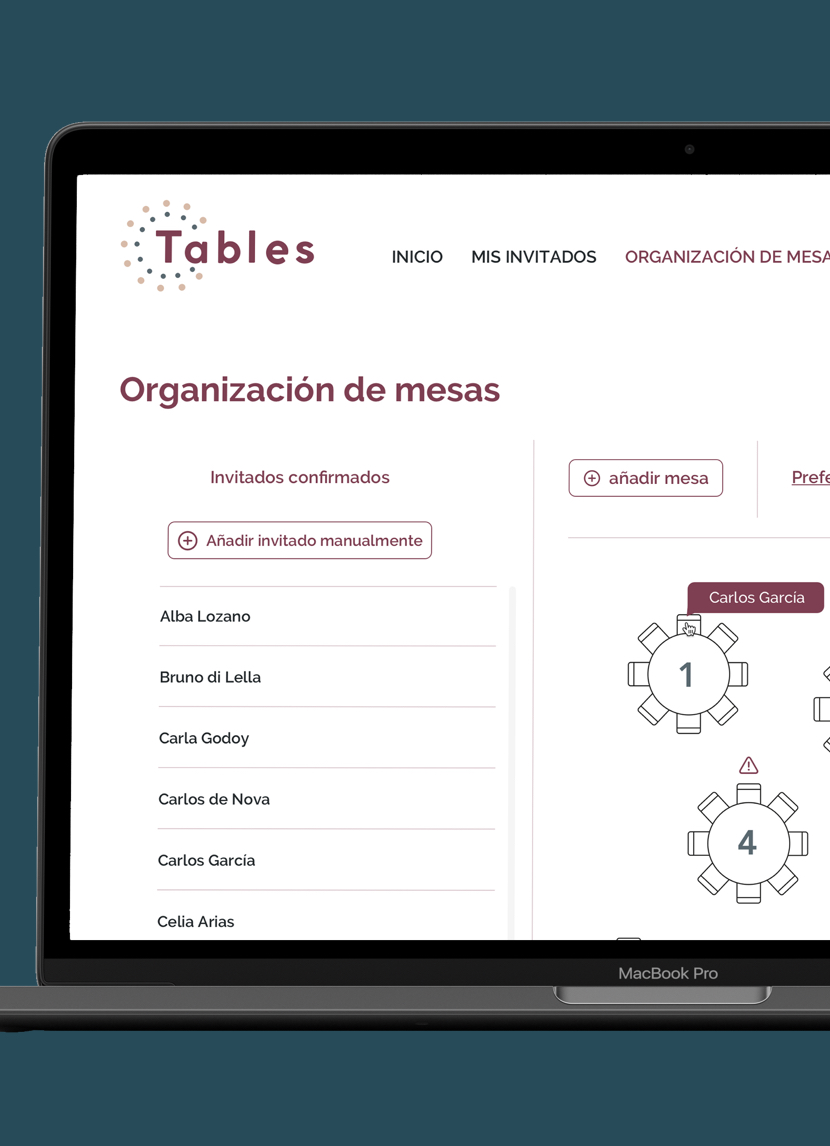 Tables
INICIO MIS INVITADOS ORGANIZACIÓN DE MESA
Organización de mesas
Invitados confirmados
añadir mesa
Prefe
Añadir invitado manualmente
Carlos García
Alba Lozano
1
Bruno di Lella
Carla Godoy
Carlos de Nova
4
Carlos García
Celia Arias
MacBook Pro